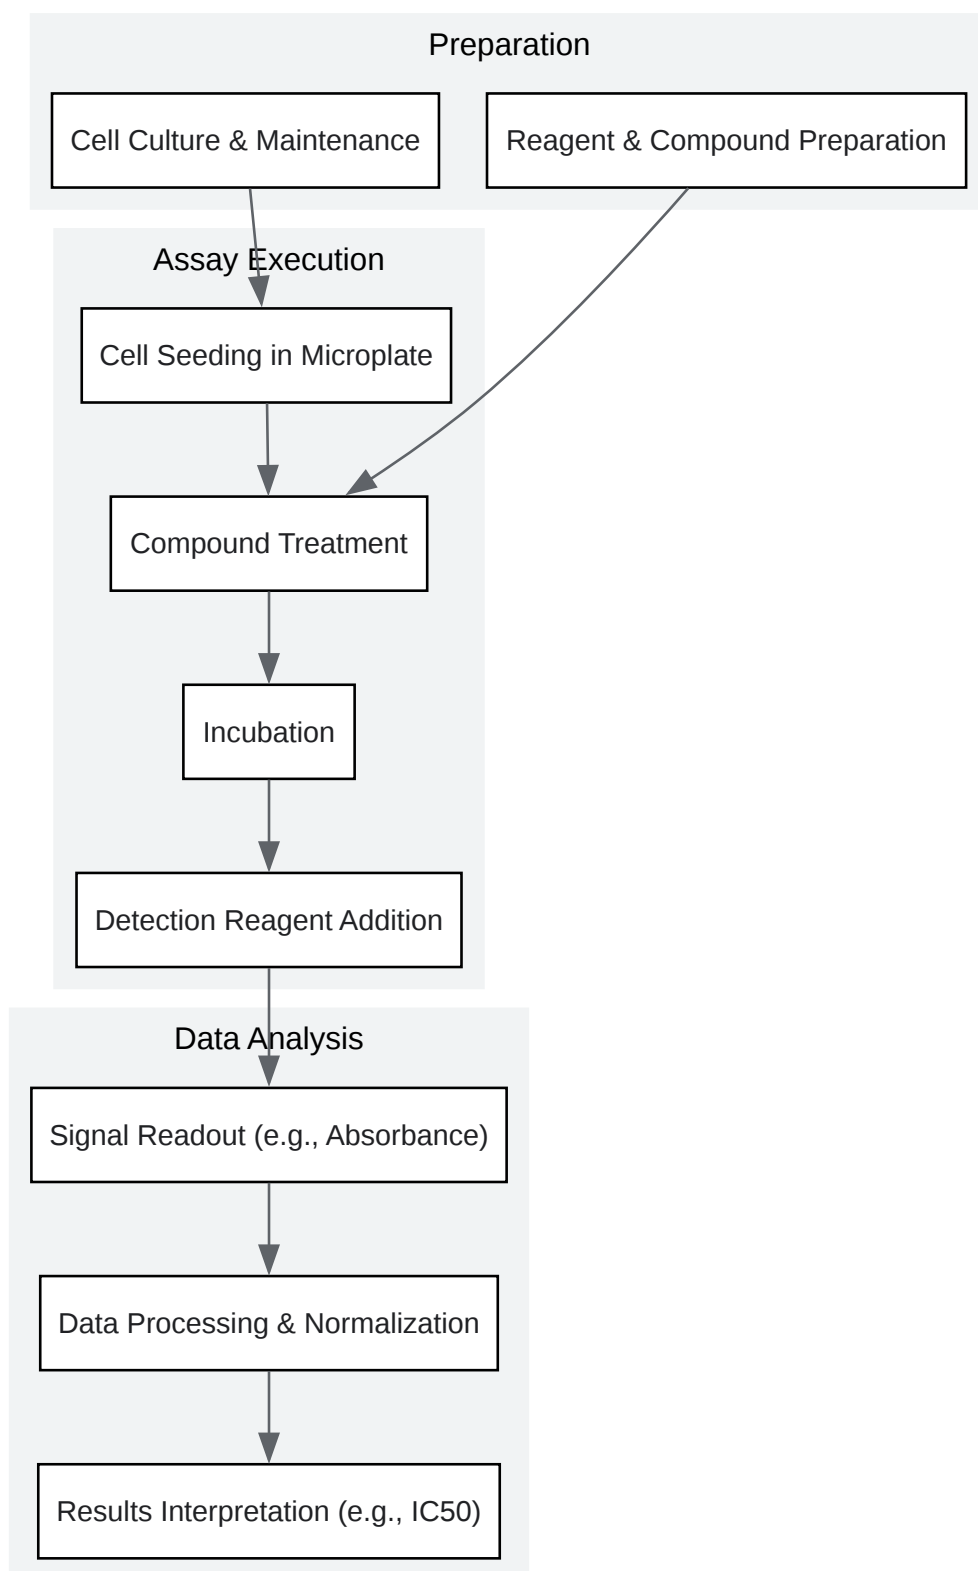 Preparation
Cell Culture & Maintenance
Reagent & Compound Preparation
Assay Execution
Cell Seeding in Microplate
Compound Treatment
Incubation
Detection Reagent Addition
Data Analysis
Signal Readout (e.g., Absorbance)
Data Processing & Normalization
Results Interpretation (e.g., IC50)